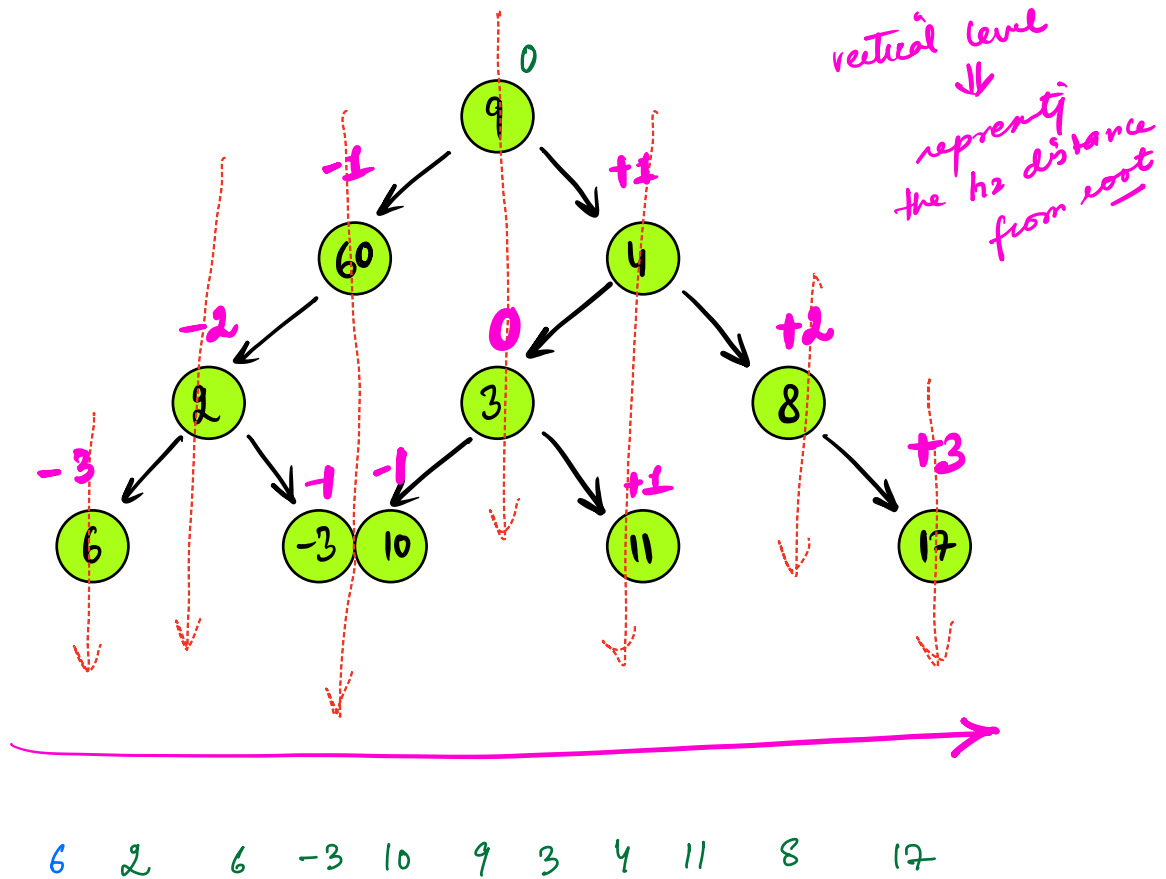 0
vertical level
⇓
represents
the hz distance
from root
9
-1 +1
60 4
-2 0 +2
2 3 8
-3 -1 -1 +1 +3
6 -3 10 11 17
6 2 6 -3 10 9 3 4 11 8 17